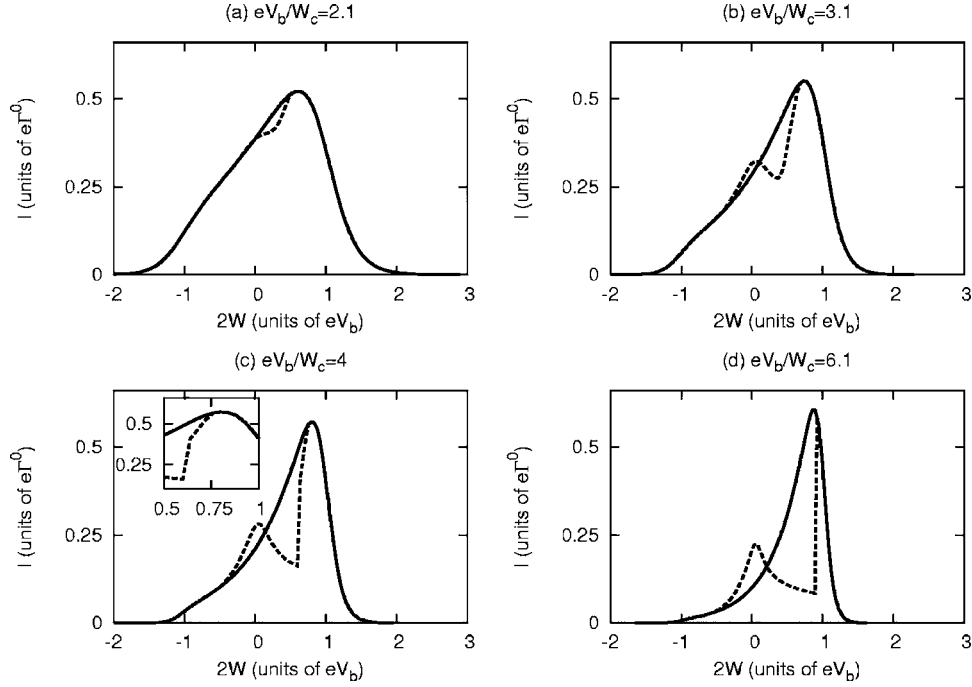 (a) eV_b/W_c=2.1
I (units of eΓ^0)
0.5
0.25
0
-2 -1 0 1 2 3
2W (units of eV_b)
(b) eV_b/W_c=3.1
I (units of eΓ^0)
0.5
0.25
0
-2 -1 0 1 2 3
2W (units of eV_b)
(c) eV_b/W_c=4
I (units of eΓ^0)
0.5
0.25
0
0.5
0.25
0.5 0.75 1
-2 -1 0 1 2 3
2W (units of eV_b)
(d) eV_b/W_c=6.1
I (units of eΓ^0)
0.5
0.25
0
-2 -1 0 1 2 3
2W (units of eV_b)